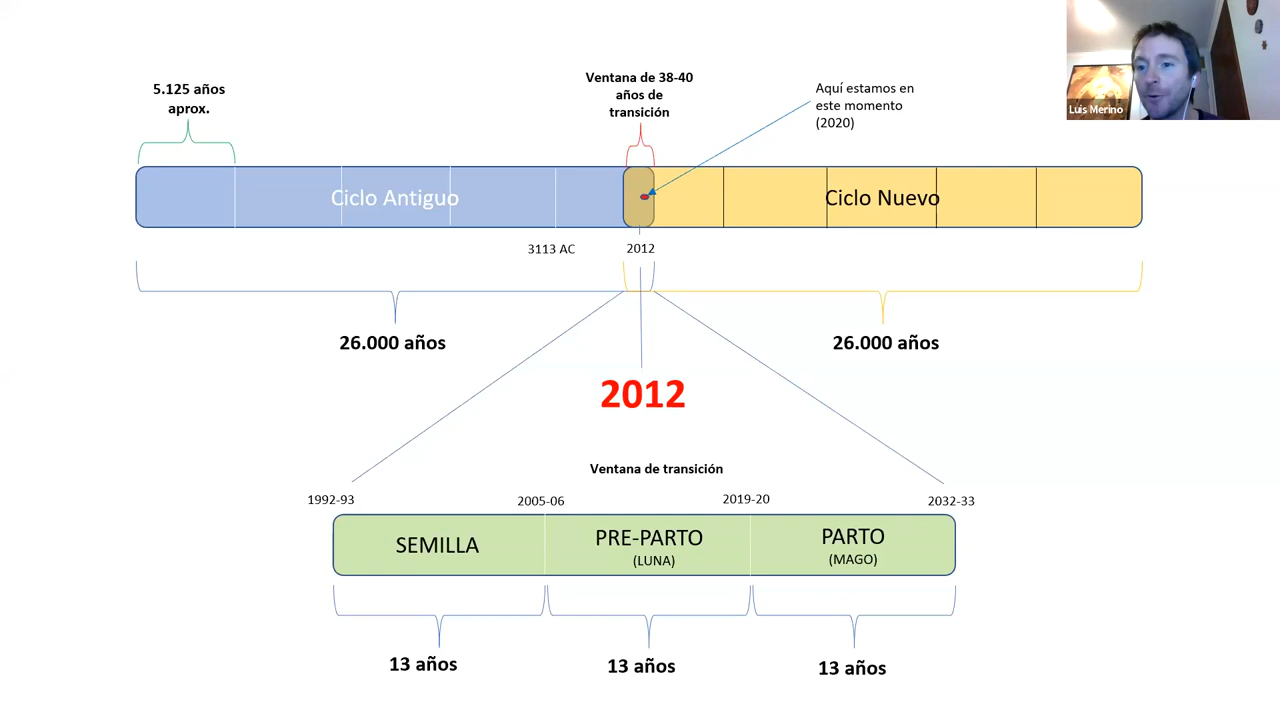 5.125 años
aprox.
Ventana de 38-40
años de
transición
Aquí estamos en
este momento
(2020)
Luis Merino
Ciclo Antiguo
Ciclo Nuevo
3113 AC
2012
26.000 años
26.000 años
2012
Ventana de transición
1992-93
2005-06
2019-20
2032-33
SEMILLA
PRE-PARTO
(LUNA)
PARTO
(MAGO)
13 años
13 años
13 años